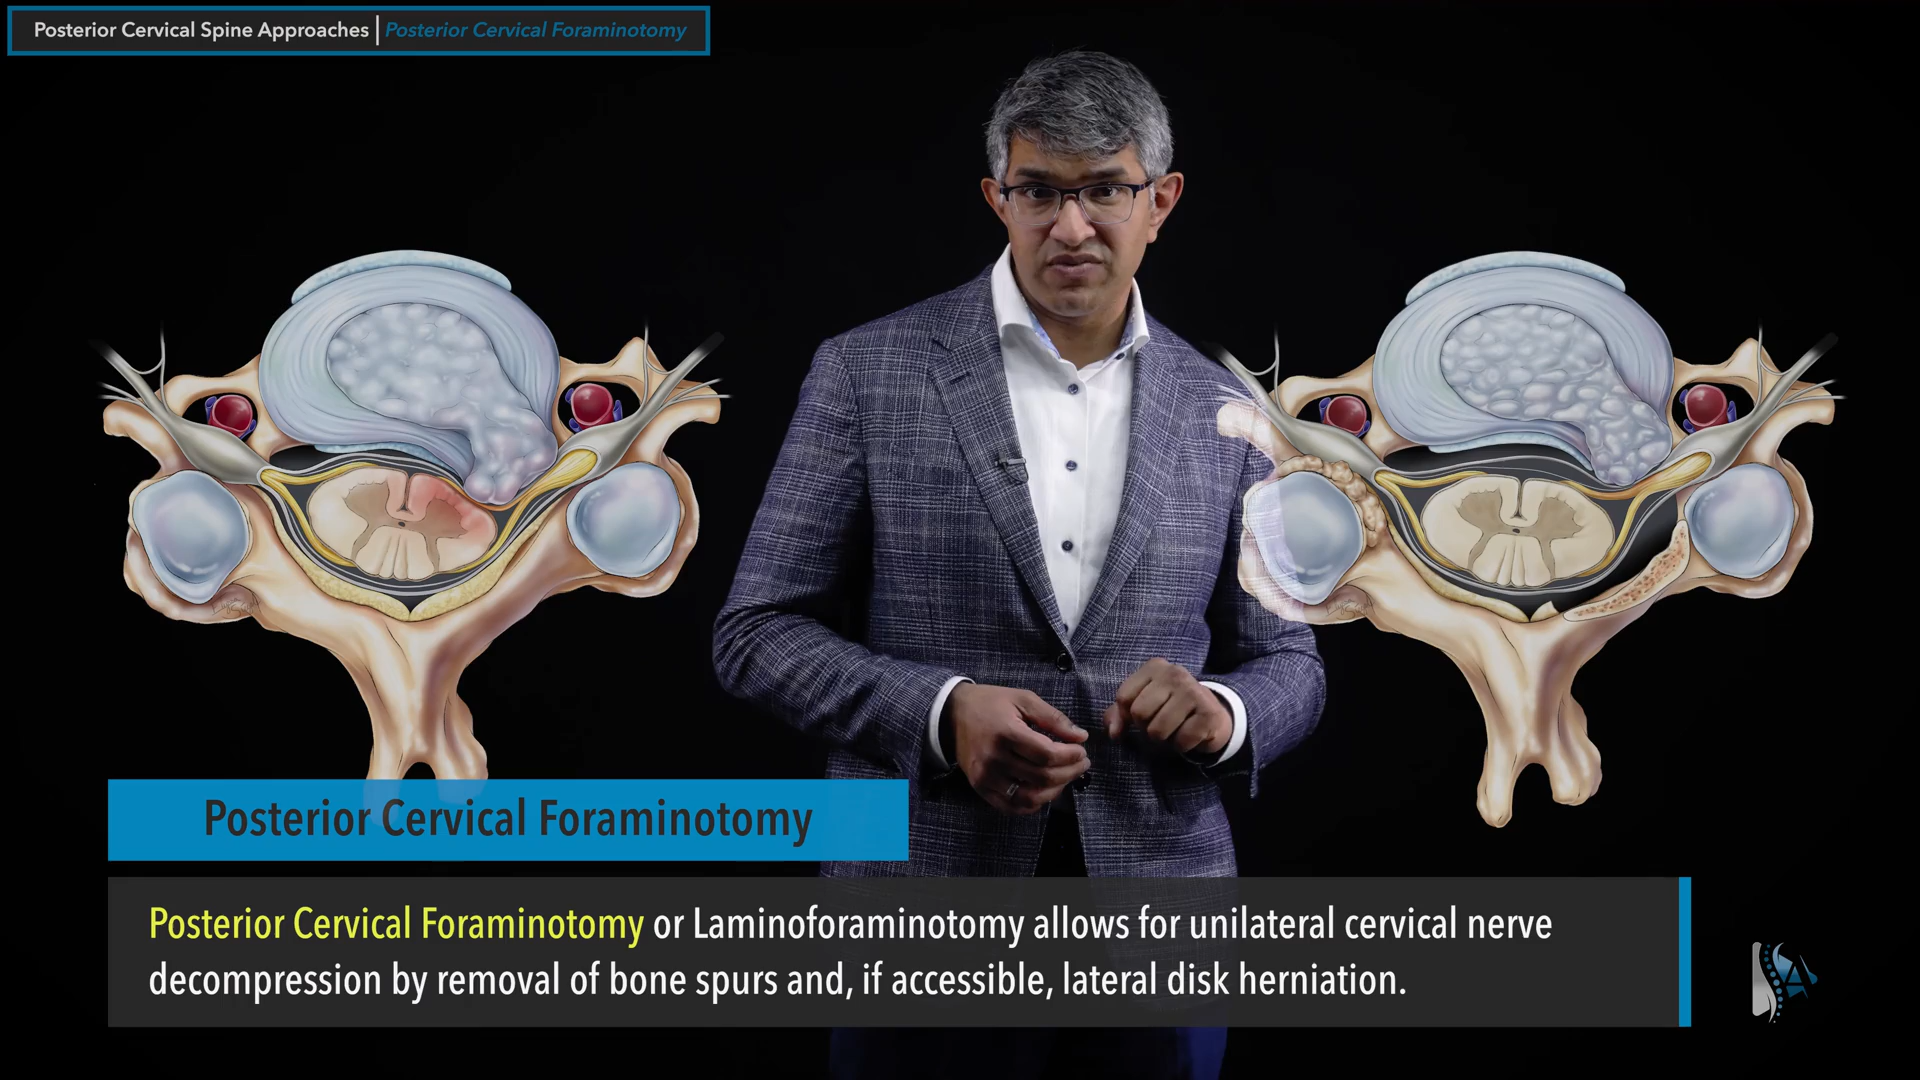 Posterior Cervical Spine Approaches | Posterior Cervical Foraminotomy
Posterior Cervical Foraminotomy
Posterior Cervical Foraminotomy or Laminoforaminotomy allows for unilateral cervical nerve
decompression by removal of bone spurs and, if accessible, lateral disk herniation.